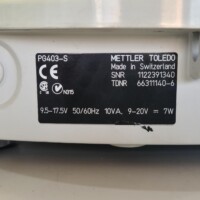 PG403-S
METTLER TOLEDO
Made in Switzerland
SNR 1122391340
TDNR 66311140-6
CE
N
9.5-17.5V 50/60Hz 10VA, 9-20V = 7W